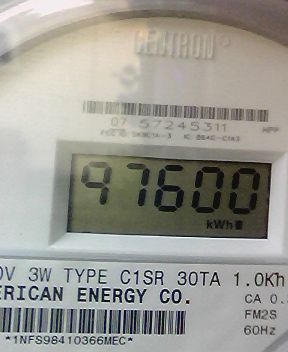 CENTRON®
07 57245311
HPP
97600
kWh
0V 3W TYPE C1SR 30TA 1.0Kh
ERICAN ENERGY CO.
CA 0.
FM2S
60Hz
*1NFS98410366MEC*